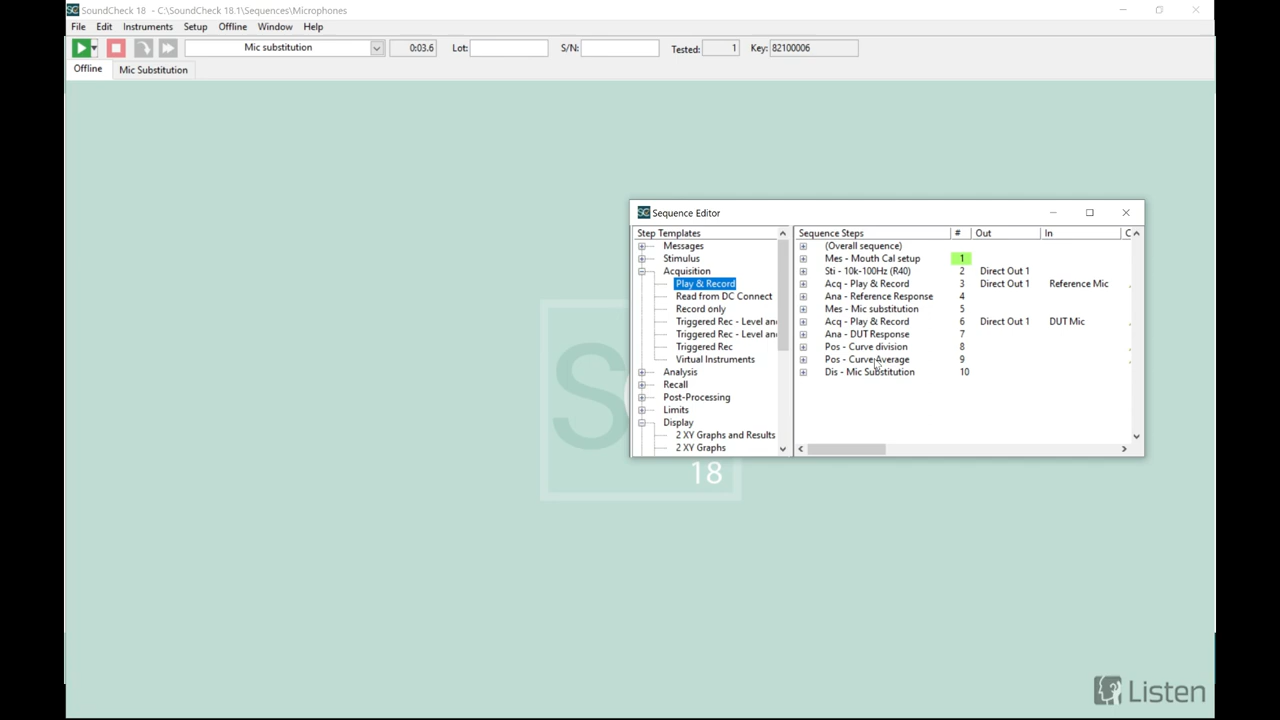 SoundCheck 18 - C:\SoundCheck 18.1\Sequences\Microphones
File Edit Instruments Setup Offline Window Help
Mic substitution 0:03.6 Lot: S/N: Tested: 1 Key: 82100006
Offline Mic Substitution
Sequence Editor
Step Templates
Messages
Stimulus
Acquisition
Play & Record
Read from DC Connect
Record only
Triggered Rec - Level an
Triggered Rec - Level an
Triggered Rec
Virtual Instruments
Analysis
Recall
Post-Processing
Limits
Display
2 XY Graphs and Results
2 XY Graphs
Sequence Steps # Out In
(Overall sequence)
Mes - Mouth Cal setup 1
Sti - 10k-100Hz (R40) 2 Direct Out 1
Acq - Play & Record 3 Direct Out 1 Reference Mic
Ana - Reference Response 4
Mes - Mic substitution 5
Acq - Play & Record 6 Direct Out 1 DUT Mic
Ana - DUT Response 7
Pos - Curve division 8
Pos - Curve Average 9
Dis - Mic Substitution 10
SC
18
Listen